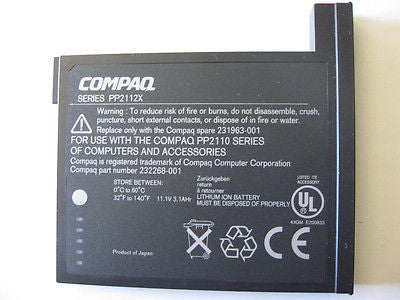 COMPAQ
SERIES PP2112X
Warning : To reduce risk of fire or burns, do not disassemble, crush,
puncture, short external contacts, or dispose of in fire or water.
Replace only with the Compaq spare 231963-001
FOR USE WITH THE COMPAQ PP2110 SERIES
OF COMPUTERS AND ACCESSORIES
Compaq is registered trademark of Compaq Computer Corporation
Compaq part number 232268-001
STORE BETWEEN:
0°C to 60°C
32°F to 140°F 11.1V 3.1AHr
Zurückgeben
return
à retourner
LITHIUM ION BATTERY
MUST BE RECYCLED
LISTED ITE
ACCESSORY
UL
43GM E200833
Product of Japan